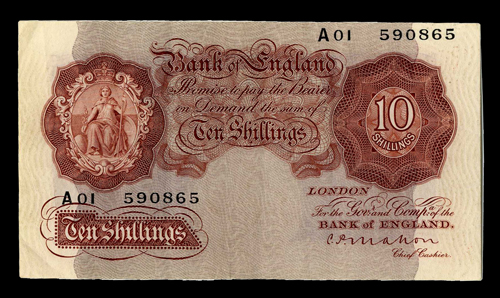 A01 590865
Bank of England
Promise to pay the Bearer
on Demand the sum of
Ten Shillings
10
SHILLINGS
A01 590865
LONDON
For the Govr and Compa of the
BANK OF ENGLAND.
C.P. Mahon
Chief Cashier.
Ten Shillings